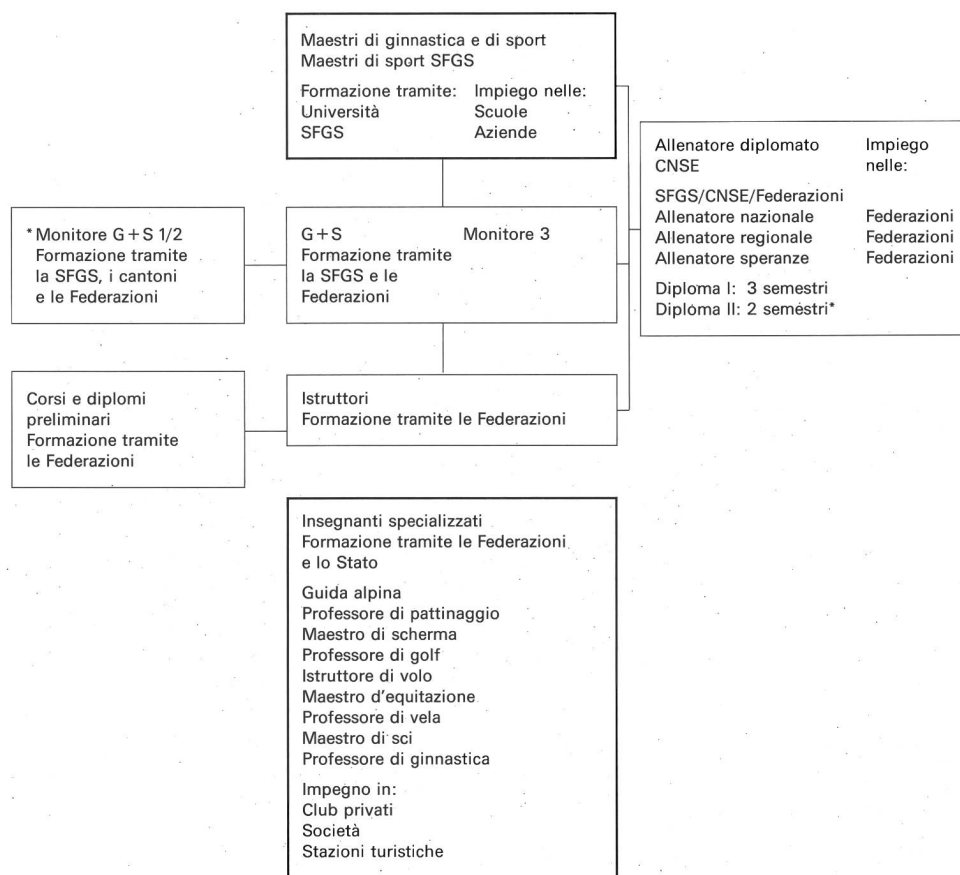 Maestri di ginnastica e di sport
Maestri di sport SFGS
Formazione tramite: Impiego nelle:
Università Scuole
SFGS Aziende
Allenatore diplomato Impiego
CNSE nelle:
SFGS/CNSE/Federazioni
Allenatore nazionale Federazioni
Allenatore regionale Federazioni
Allenatore speranze Federazioni
Diploma I: 3 semestri
Diploma II: 2 semestri*
*Monitore G+S 1/2
Formazione tramite
la SFGS, i cantoni
e le Federazioni
G+S Monitore 3
Formazione tramite
la SFGS e le
Federazioni
Corsi e diplomi
preliminari
Formazione tramite
le Federazioni
Istruttori
Formazione tramite le Federazioni
Insegnanti specializzati
Formazione tramite le Federazioni
e lo Stato
Guida alpina
Professore di pattinaggio
Maestro di scherma
Professore di golf
Istruttore di volo
Maestro d'equitazione
Professore di vela
Maestro di sci
Professore di ginnastica
Impegno in:
Club privati
Società
Stazioni turistiche